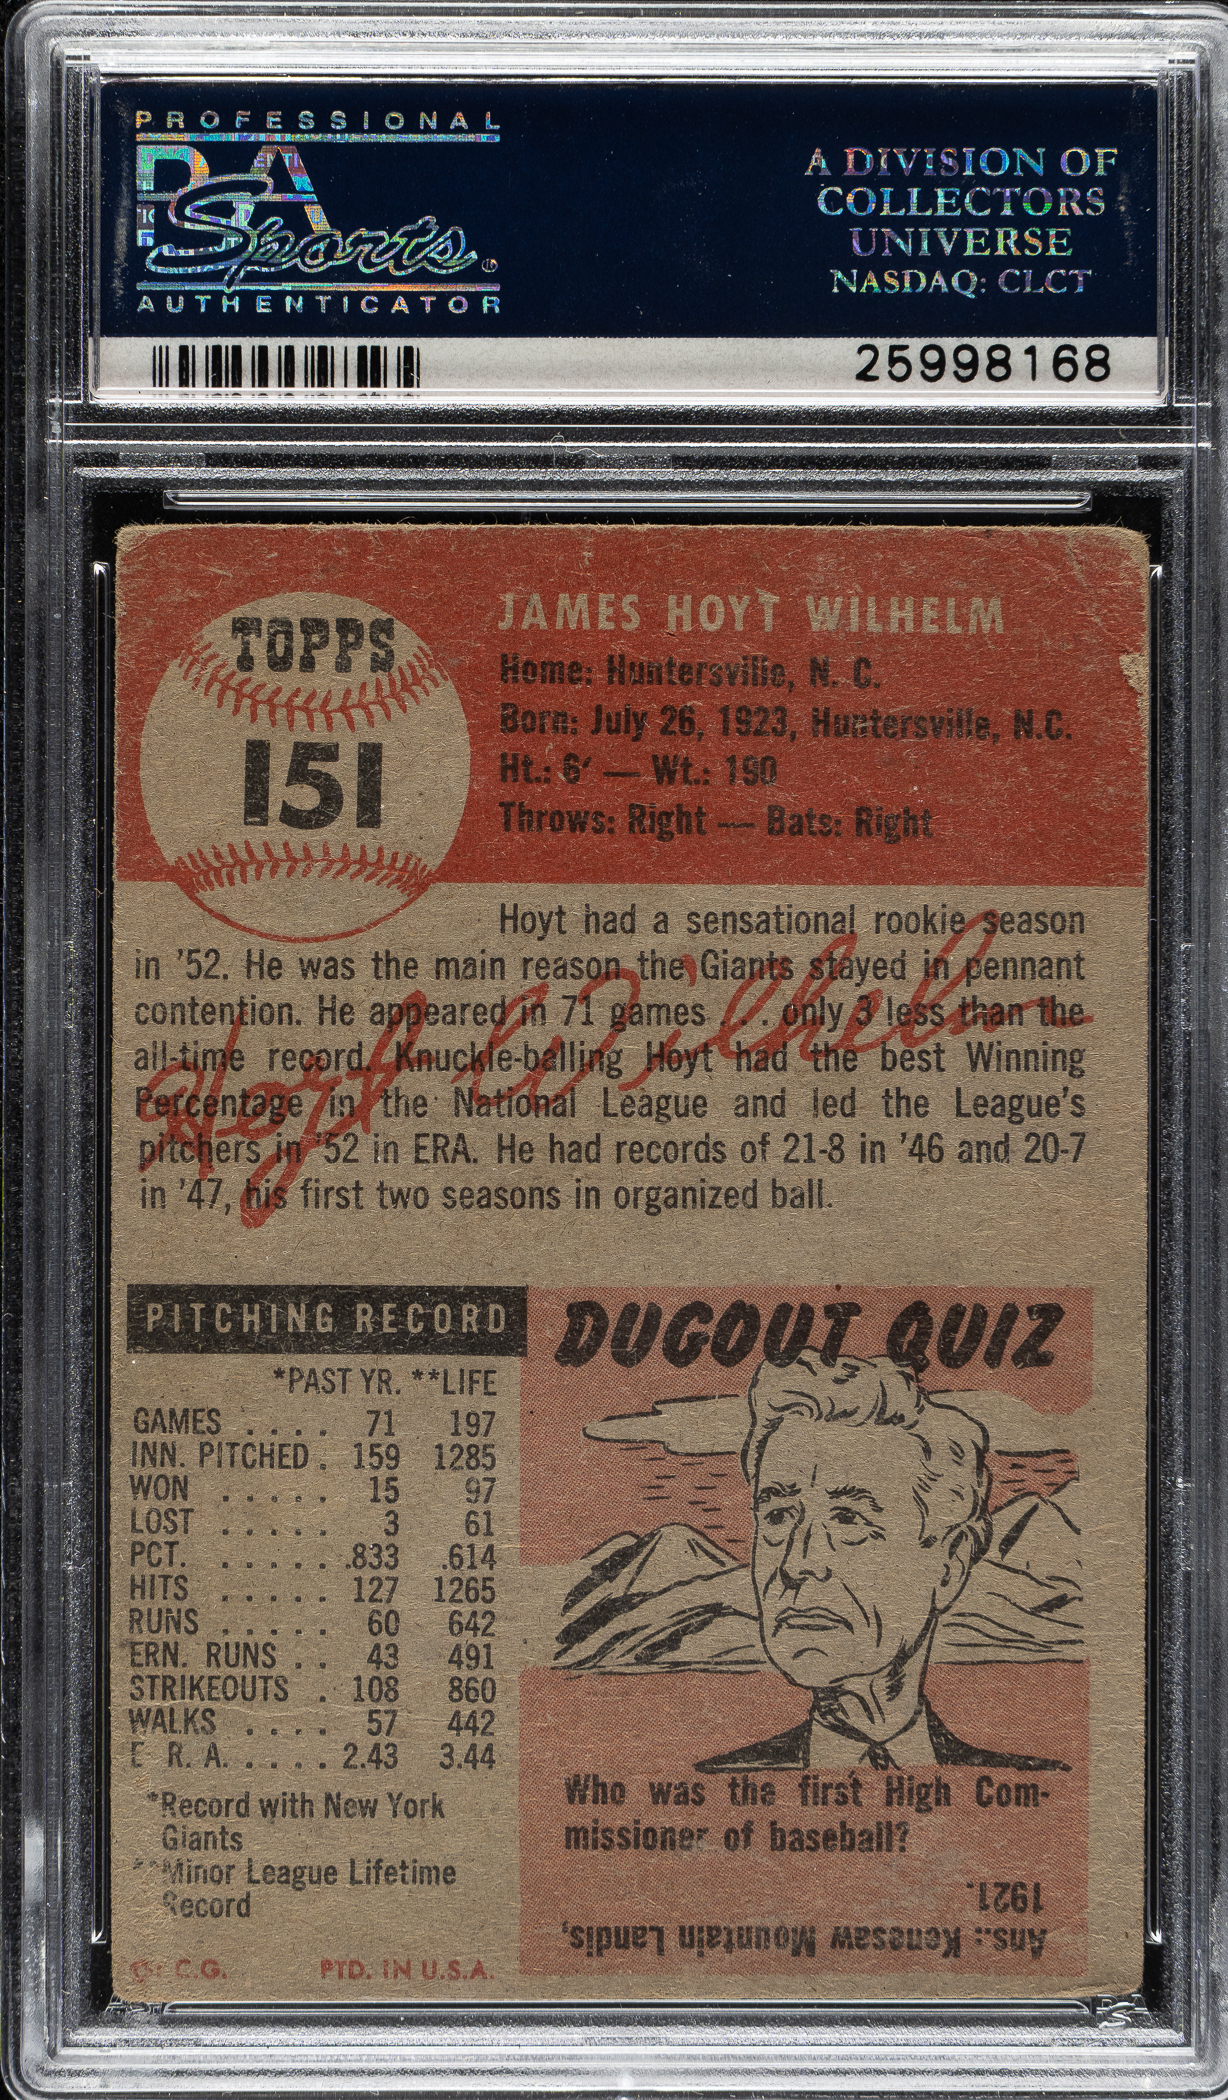 PROFESSIONAL
PSA
Sports
AUTHENTICATOR
A DIVISION OF
COLLECTORS
UNIVERSE
NASDAQ: CLCT
25998168
TOPPS
151
JAMES HOYT WILHELM
Home: Huntersville, N. C.
Born: July 26, 1923, Huntersville, N.C.
Ht.: 6' — Wt.: 190
Throws: Right — Bats: Right
Hoyt had a sensational rookie season
in '52. He was the main reason the Giants stayed in pennant
contention. He appeared in 71 games . . . only 3 less than the
all-time record. Knuckle-balling Hoyt had the best Winning
Percentage in the National League and led the League's
pitchers in '52 in ERA. He had records of 21-8 in '46 and 20-7
in '47, his first two seasons in organized ball.
Hoyt Wilhelm
PITCHING RECORD
*PAST YR. **LIFE
GAMES . . . . 71 197
INN. PITCHED . 159 1285
WON . . . . . 15 97
LOST . . . . . 3 61
PCT. . . . . . .833 .614
HITS . . . . . 127 1265
RUNS . . . . . 60 642
ERN. RUNS . . 43 491
STRIKEOUTS . 108 860
WALKS . . . . 57 442
E. R. A. . . . . 2.43 3.44
*Record with New York
Giants
**Minor League Lifetime
Record
T.C.G. PTD. IN U.S.A.
DUGOUT QUIZ
Who was the first High Com-
missioner of baseball?
Ans.: Kenesaw Mountain Landis,
1921.